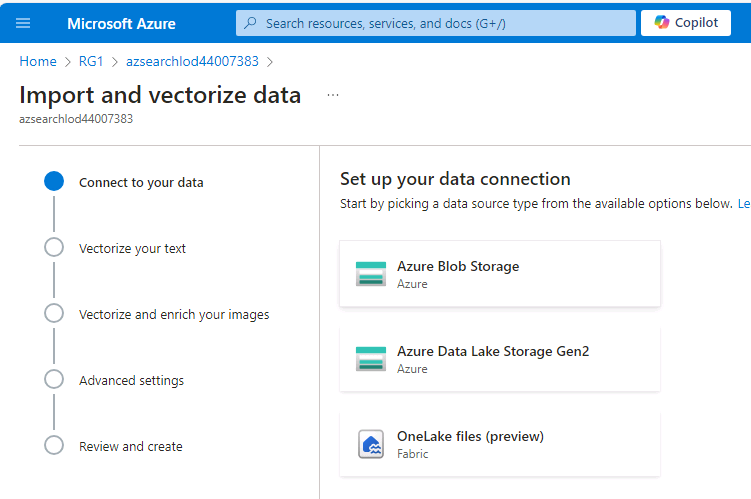 Microsoft Azure
Search resources, services, and docs (G+/)
Copilot
Home > RG1 > azsearchlod44007383 >
Import and vectorize data ...
azsearchlod44007383
Connect to your data
Vectorize your text
Vectorize and enrich your images
Advanced settings
Review and create
Set up your data connection
Start by picking a data source type from the available options below. Le
Azure Blob Storage
Azure
Azure Data Lake Storage Gen2
Azure
OneLake files (preview)
Fabric